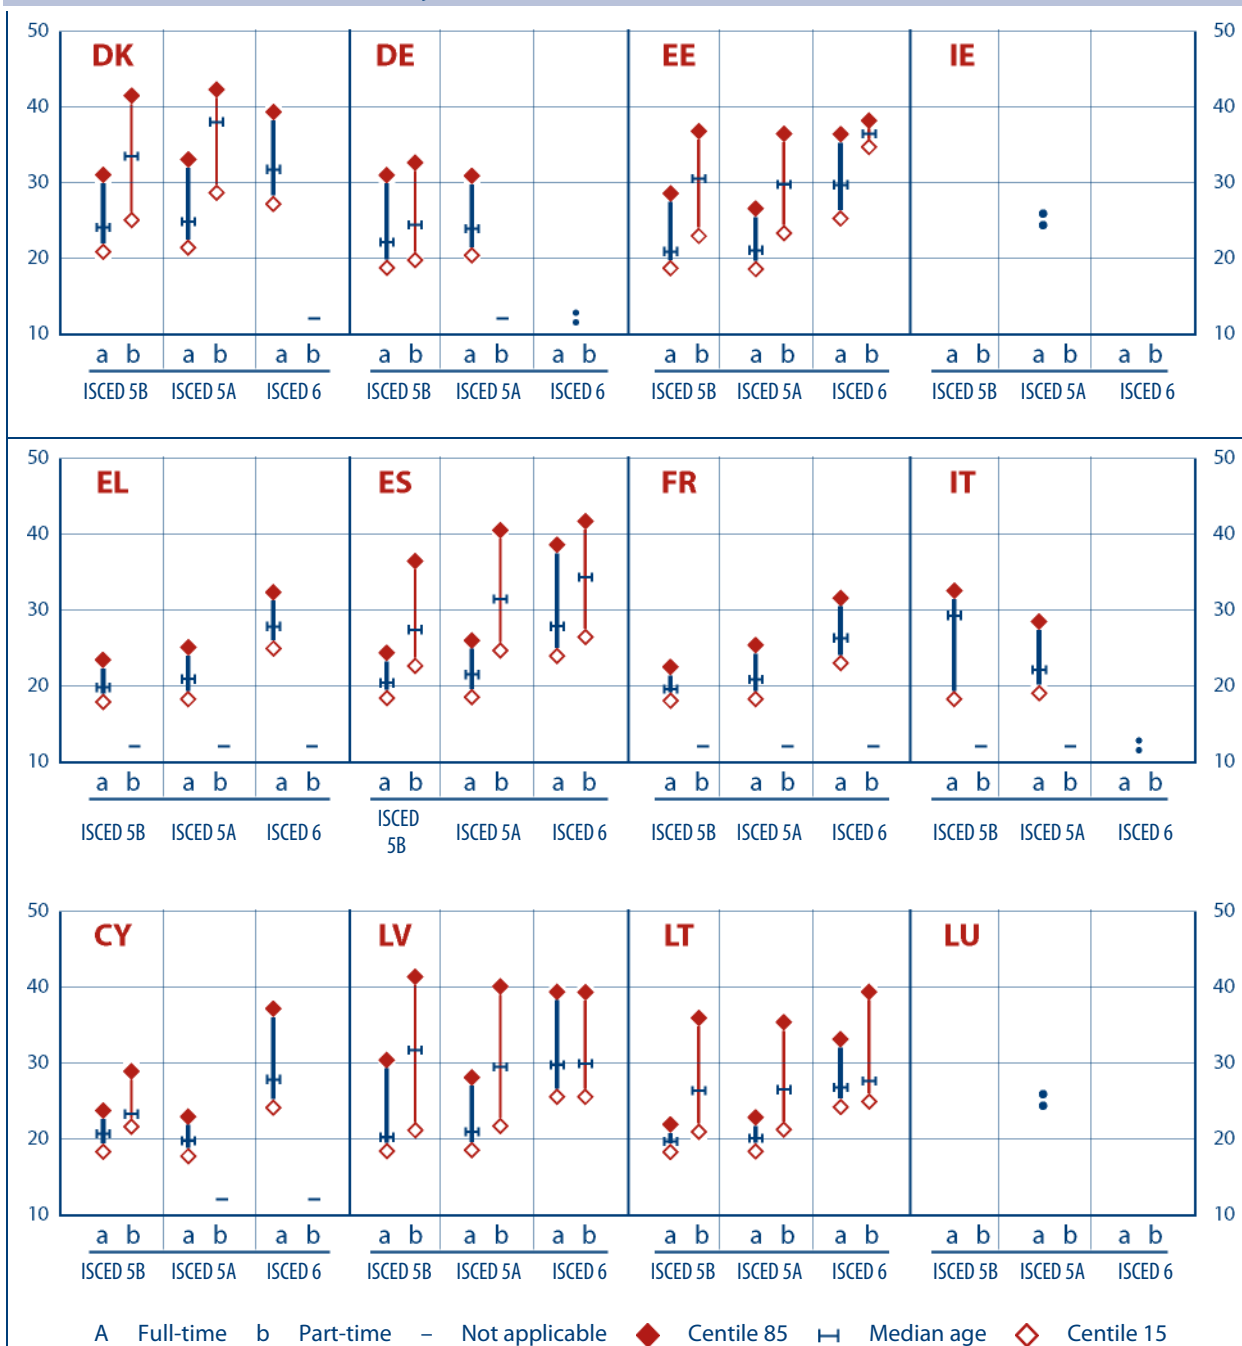 50 DK DE EE IE 50
40 40
30 30
20 20
: 
10 – – : 10
a b a b a b a b a b a b a b a b a b a b a b a b
ISCED 5B ISCED 5A ISCED 6 ISCED 5B ISCED 5A ISCED 6 ISCED 5B ISCED 5A ISCED 6 ISCED 5B ISCED 5A ISCED 6
50 EL ES FR IT 50
40 40
30 30
20 20
– – – – – – – – :
10 10
a b a b a b a b a b a b a b a b a b a b a b a b
ISCED 5B ISCED 5A ISCED 6 ISCED 5B ISCED 5A ISCED 6 ISCED 5B ISCED 5A ISCED 6 ISCED 5B ISCED 5A ISCED 6
50 CY LV LT LU 50
40 40
30 30
:
20 20
– –
10 10
a b a b a b a b a b a b a b a b a b a b a b a b
ISCED 5B ISCED 5A ISCED 6 ISCED 5B ISCED 5A ISCED 6 ISCED 5B ISCED 5A ISCED 6 ISCED 5B ISCED 5A ISCED 6
A Full-time b Part-time – Not applicable Centile 85 Median age Centile 15